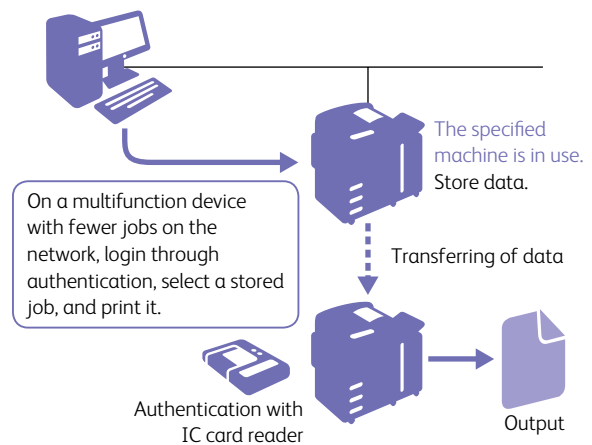 The specified
machine is in use.
Store data.
On a multifunction device
with fewer jobs on the
network, login through
authentication, select a stored
job, and print it.
Transferring of data
Authentication with
IC card reader
Output